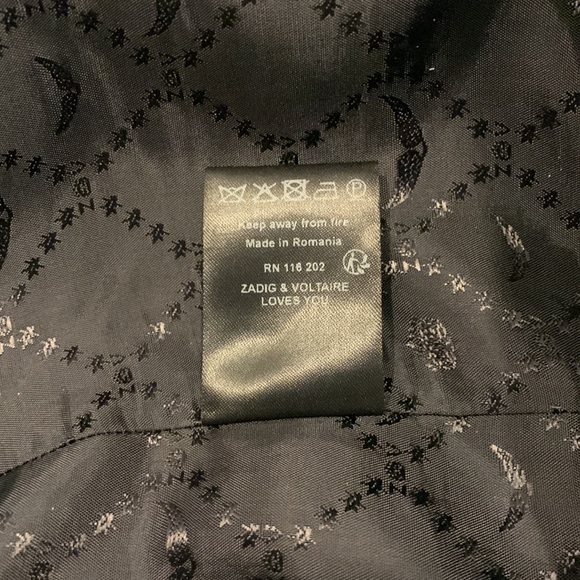 P
Keep away from fire
Made in Romania
RN 116 202
ZADIG & VOLTAIRE
LOVES YOU